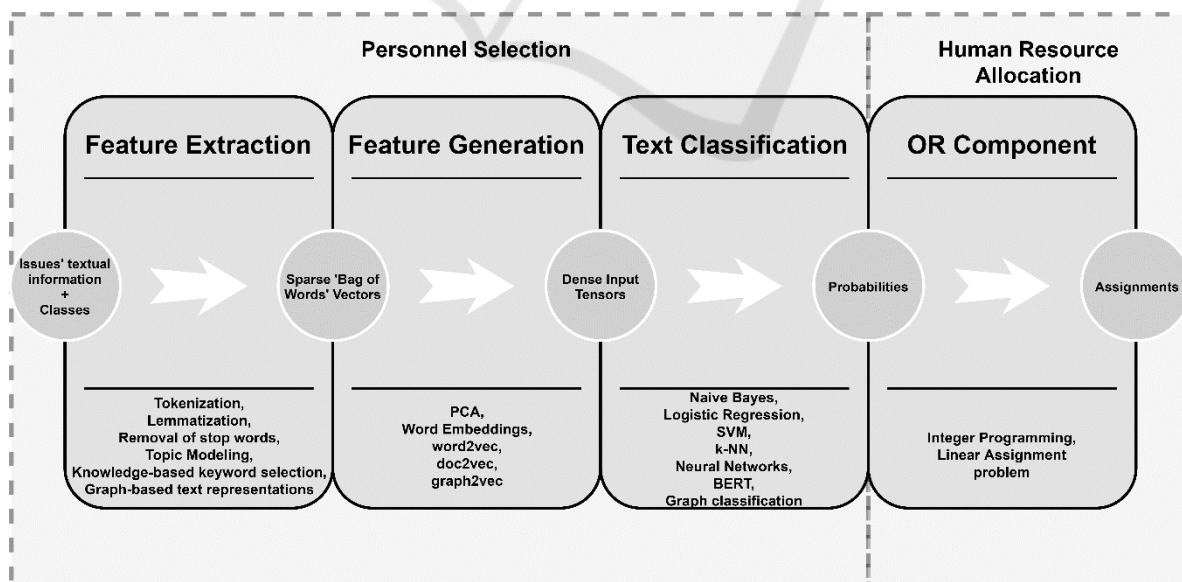 Personnel Selection
Human Resource
Allocation
Feature Extraction
Feature Generation
Text Classification
OR Component
Issues' textual
information
+
Classes
Sparse 'Bag of
Words' Vectors
Dense Input
Tensors
Probabilities
Assignments
Tokenization,
Lemmatization,
Removal of stop words,
Topic Modeling,
Knowledge-based keyword selection,
Graph-based text representations
PCA,
Word Embeddings,
word2vec,
doc2vec,
graph2vec
Naive Bayes,
Logistic Regression,
SVM,
k-NN,
Neural Networks,
BERT,
Graph classification
Integer Programming,
Linear Assignment
problem